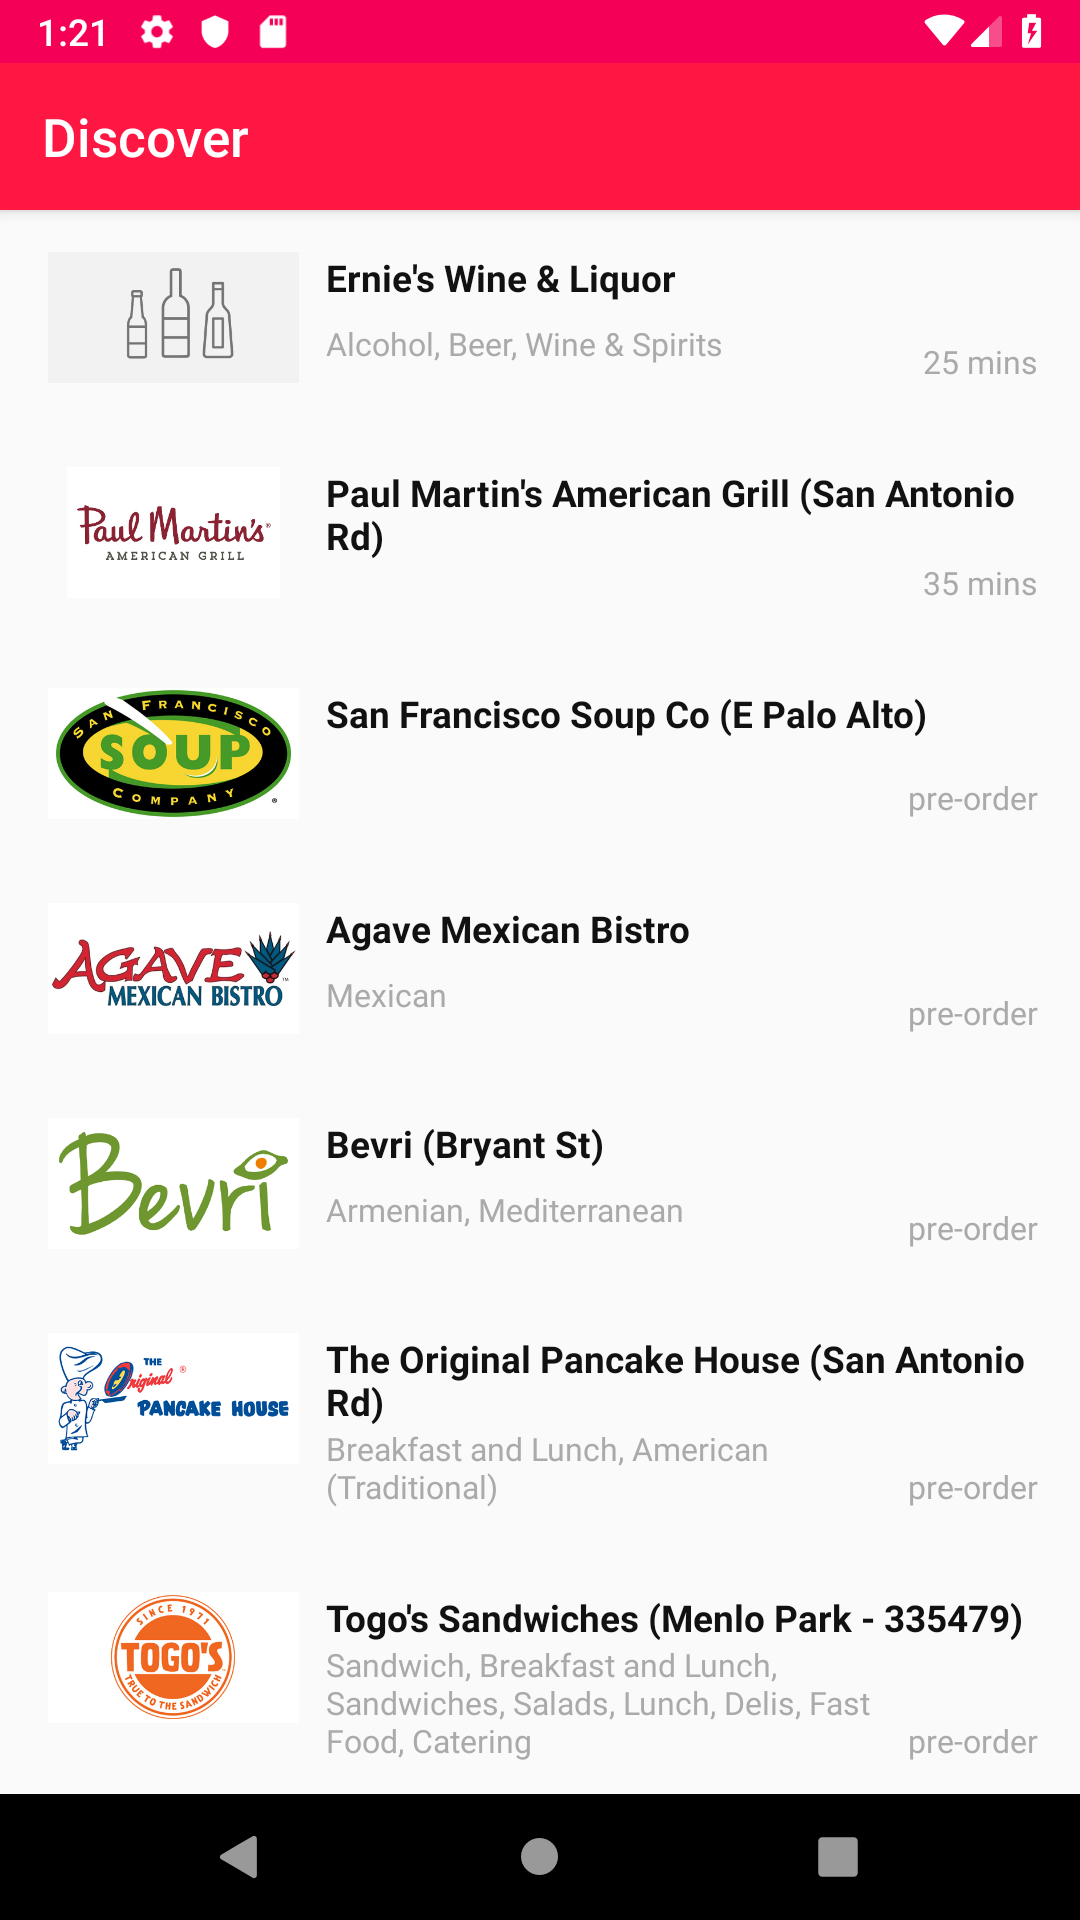 1:21
Discover
Ernie's Wine & Liquor
Alcohol, Beer, Wine & Spirits
25 mins
Paul Martin's®
AMERICAN GRILL
Paul Martin's American Grill (San Antonio
Rd)
35 mins
SAN FRANCISCO
SOUP
COMPANY
®
San Francisco Soup Co (E Palo Alto)
pre-order
AGAVE
MEXICAN BISTRO
™
Agave Mexican Bistro
Mexican
pre-order
Bevri
Bevri (Bryant St)
Armenian, Mediterranean
pre-order
THE
Original ®
PANCAKE HOUSE
The Original Pancake House (San Antonio
Rd)
Breakfast and Lunch, American
(Traditional)
pre-order
SINCE 1971
TOGO'S
TRUE TO THE SANDWICH
Togo's Sandwiches (Menlo Park - 335479)
Sandwich, Breakfast and Lunch,
Sandwiches, Salads, Lunch, Delis, Fast
Food, Catering
pre-order